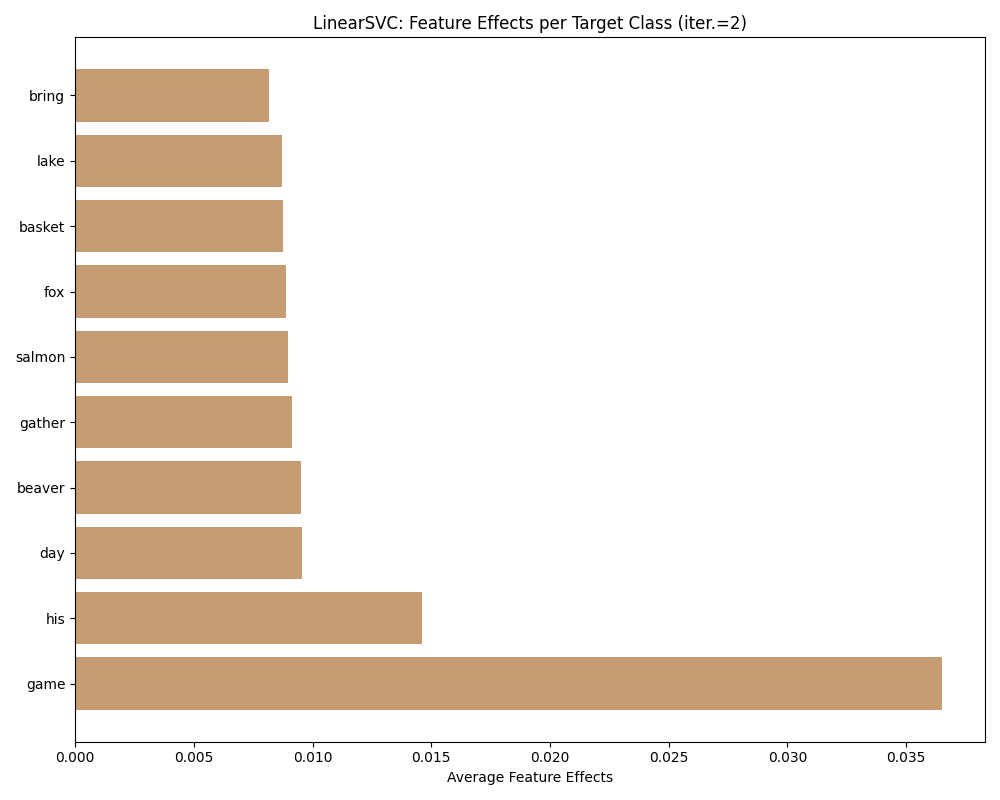 LinearSVC: Feature Effects per Target Class (iter.=2)
bring
lake
basket
fox
salmon
gather
beaver
day
his
game
0.000 0.005 0.010 0.015 0.020 0.025 0.030 0.035
Average Feature Effects